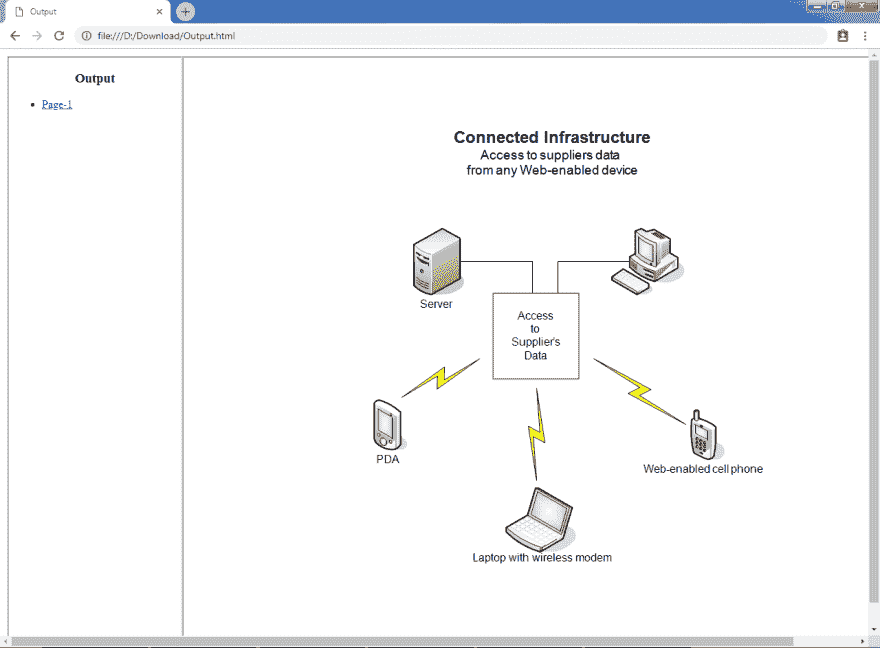 Output
file:///D:/Download/Output.html
Output
Page-1
Connected Infrastructure
Access to suppliers data
from any Web-enabled device
Server
Access
to
Supplier's
Data
PDA
Web-enabled cell phone
Laptop with wireless modem